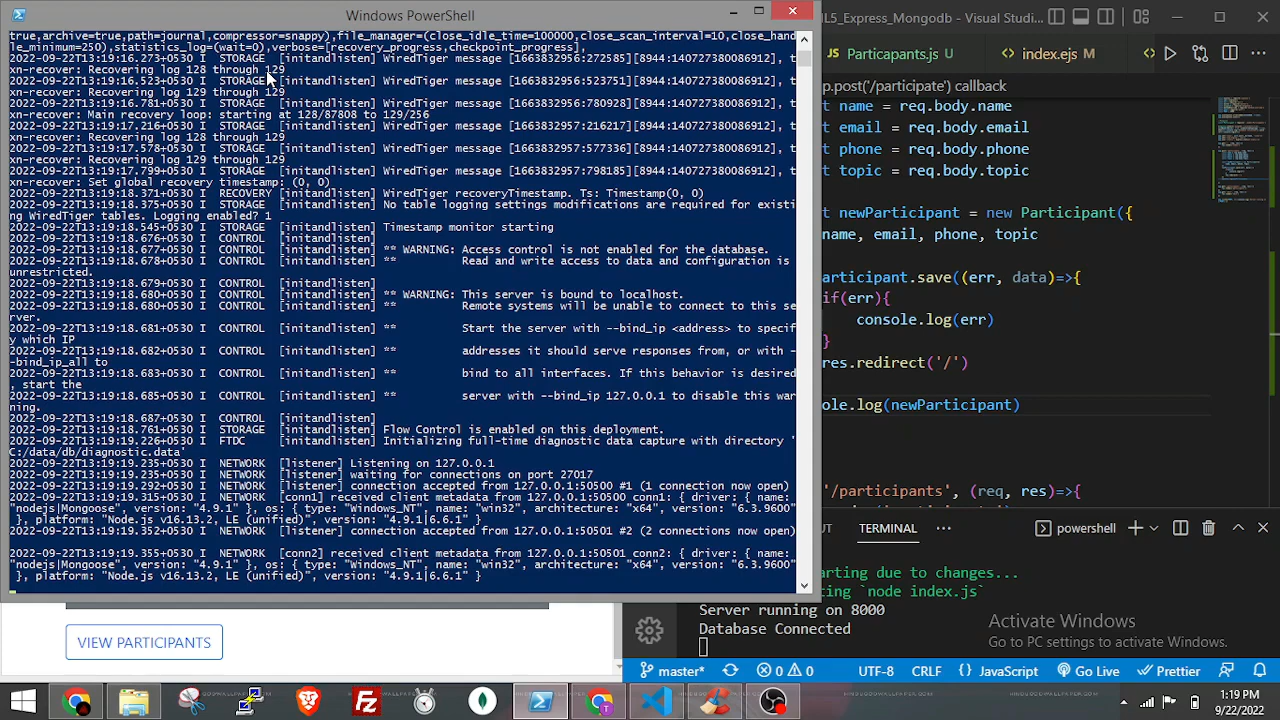 Windows PowerShell
true,archive=true,path=journal,compressor=snappy),file_manager=(close_idle_time=100000,close_scan_interval=10,close_hand
le_minimum=250),statistics_log=(wait=0),verbose=[recovery_progress,checkpoint_progress],
STORAGE  [initandlisten] WiredTiger message [1663832956:272585][8944:140727380086912], t
xn-recover: Recovering log 128 through 129
STORAGE  [initandlisten] WiredTiger message [1663832956:523751][8944:140727380086912], t
xn-recover: Recovering log 129 through 129
2022-09-22T13:19:16.781+0530 I  STORAGE  [initandlisten] WiredTiger message [1663832956:780928][8944:140727380086912], t
xn-recover: Main recovery loop: starting at 128/87808 to 129/256
2022-09-22T13:19:17.216+0530 I  STORAGE  [initandlisten] WiredTiger message [1663832957:216217][8944:140727380086912], t
xn-recover: Recovering log 128 through 129
2022-09-22T13:19:17.578+0530 I  STORAGE  [initandlisten] WiredTiger message [1663832957:577236][8944:140727380086912], t
xn-recover: Recovering log 129 through 129
2022-09-22T13:19:17.799+0530 I  STORAGE  [initandlisten] WiredTiger message [1663832957:798529][8944:140727380086912], t
xn-recover: Set global recovery timestamp: (0, 0)
2022-09-22T13:19:18.371+0530 I  RECOVERY [initandlisten] WiredTiger recoveryTimestamp. Ts: Timestamp(0, 0)
2022-09-22T13:19:18.375+0530 I  STORAGE  [initandlisten] No table logging settings modifications are required for existi
ng WiredTiger tables. Logging enabled? 1
2022-09-22T13:19:18.545+0530 I  STORAGE  [initandlisten] Timestamp monitor starting
2022-09-22T13:19:18.676+0530 I  CONTROL  [initandlisten]
2022-09-22T13:19:18.677+0530 I  CONTROL  [initandlisten] ** WARNING: Access control is not enabled for the database.
2022-09-22T13:19:18.678+0530 I  CONTROL  [initandlisten] **          Read and write access to data and configuration is
unrestricted.
2022-09-22T13:19:18.679+0530 I  CONTROL  [initandlisten]
2022-09-22T13:19:18.680+0530 I  CONTROL  [initandlisten] ** WARNING: This server is bound to localhost.
2022-09-22T13:19:18.680+0530 I  CONTROL  [initandlisten] **          Remote systems will be unable to connect to this se
rver.
2022-09-22T13:19:18.681+0530 I  CONTROL  [initandlisten] **          Start the server with --bind_ip <address> to specif
y which IP
2022-09-22T13:19:18.682+0530 I  CONTROL  [initandlisten] **          addresses it should serve responses from, or with -
-bind_ip_all to
2022-09-22T13:19:18.683+0530 I  CONTROL  [initandlisten] **          bind to all interfaces. If this behavior is desired
, start the
2022-09-22T13:19:18.685+0530 I  CONTROL  [initandlisten] **          server with --bind_ip 127.0.0.1 to disable this war
ning.
2022-09-22T13:19:18.687+0530 I  CONTROL  [initandlisten]
2022-09-22T13:19:18.761+0530 I  STORAGE  [initandlisten] Flow Control is enabled on this deployment.
2022-09-22T13:19:19.226+0530 I  FTDC     [initandlisten] Initializing full-time diagnostic data capture with directory '
C:/data/db/diagnostic.data'
2022-09-22T13:19:19.235+0530 I  NETWORK  [listener] Listening on 127.0.0.1
2022-09-22T13:19:19.235+0530 I  NETWORK  [listener] waiting for connections on port 27017
2022-09-22T13:19:19.292+0530 I  NETWORK  [listener] connection accepted from 127.0.0.1:50500 #1 (1 connection now open)
2022-09-22T13:19:19.315+0530 I  NETWORK  [conn1] received client metadata from 127.0.0.1:50500 conn1: { driver: { name:
"nodejs|Mongoose", version: "4.9.1" }, os: { type: "Windows_NT", name: "win32", architecture: "x64", version: "6.3.9600"
}, platform: "Node.js v16.13.2, LE (unified)", version: "4.9.1|6.6.1" }
2022-09-22T13:19:19.352+0530 I  NETWORK  [listener] connection accepted from 127.0.0.1:50501 #2 (2 connections now open)
2022-09-22T13:19:19.355+0530 I  NETWORK  [conn2] received client metadata from 127.0.0.1:50501 conn2: { driver: { name:
"nodejs|Mongoose", version: "4.9.1" }, os: { type: "Windows_NT", name: "win32", architecture: "x64", version: "6.3.9600"
}, platform: "Node.js v16.13.2, LE (unified)", version: "4.9.1|6.6.1" }
IL5_Express_Mongodb - Visual Studi...
Participants.js U
index.ejs M
p.post('/participate') callback
t name = req.body.name
t email = req.body.email
t phone = req.body.phone
t topic = req.body.topic
t newParticipant = new Participant({
name, email, phone, topic
articipant.save((err, data)=>{
if(err){
console.log(err)
}
res.redirect('/')
ole.log(newParticipant)
'/participants', (req, res)=>{
UT TERMINAL ... powershell
arting due to changes...
ting `node index.js`
Server running on 8000
Database Connected
Activate Windows
Go to PC settings to activate Windows.
VIEW PARTICIPANTS
master* 0 0 UTF-8 CRLF {} JavaScript Go Live Prettier
1:19 PM
9/22/2022